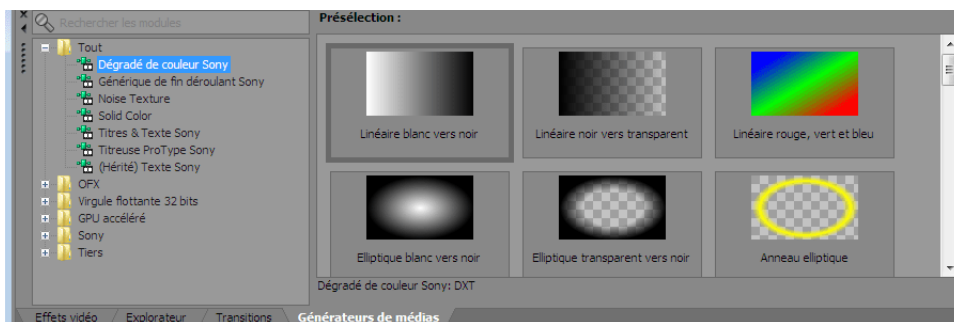 Rechercher les modules
Tout
Dégradé de couleur Sony
Générique de fin déroulant Sony
Noise Texture
Solid Color
Titres & Texte Sony
Titreuse ProType Sony
(Hérité) Texte Sony
OFX
Virgule flottante 32 bits
GPU accéléré
Sony
Tiers
Présélection :
Linéaire blanc vers noir
Linéaire noir vers transparent
Linéaire rouge, vert et bleu
Elliptique blanc vers noir
Elliptique transparent vers noir
Anneau elliptique
Dégradé de couleur Sony: DXT
Effets vidéo
Explorateur
Transitions
Générateurs de médias